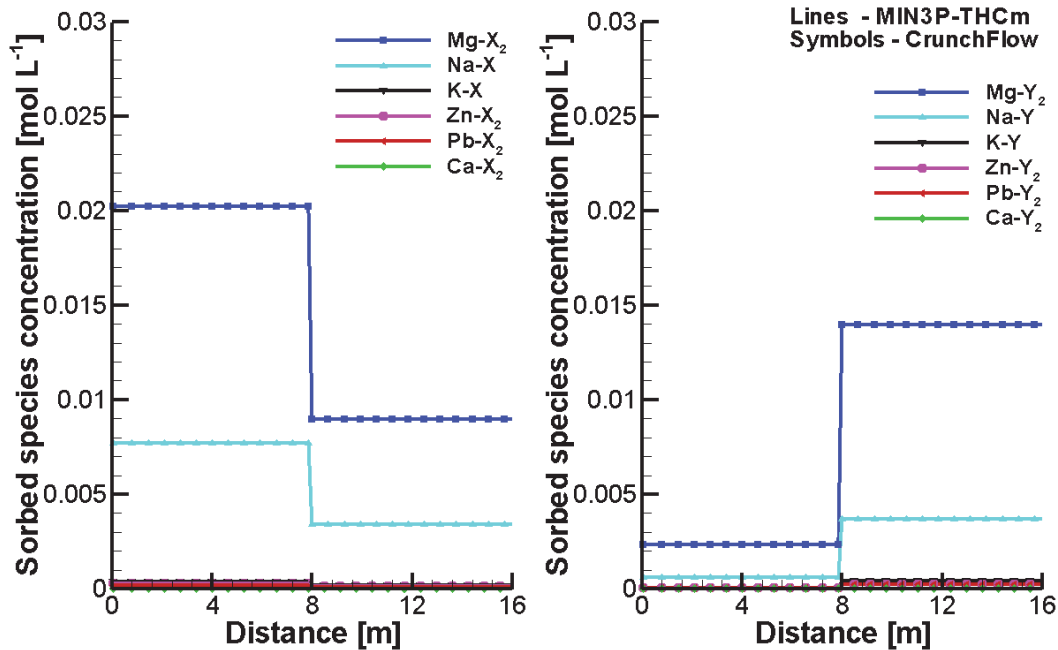 Sorbed species concentration [mol L⁻¹]
0.03
0.025
0.02
0.015
0.01
0.005
0
0
4
8
12
16
Distance [m]
Mg-X₂
Na-X
K-X
Zn-X₂
Pb-X₂
Ca-X₂
Lines - MIN3P-THCm
Symbols - CrunchFlow
Sorbed species concentration [mol L⁻¹]
0.03
0.025
0.02
0.015
0.01
0.005
0
0
4
8
12
16
Distance [m]
Mg-Y₂
Na-Y
K-Y
Zn-Y₂
Pb-Y₂
Ca-Y₂